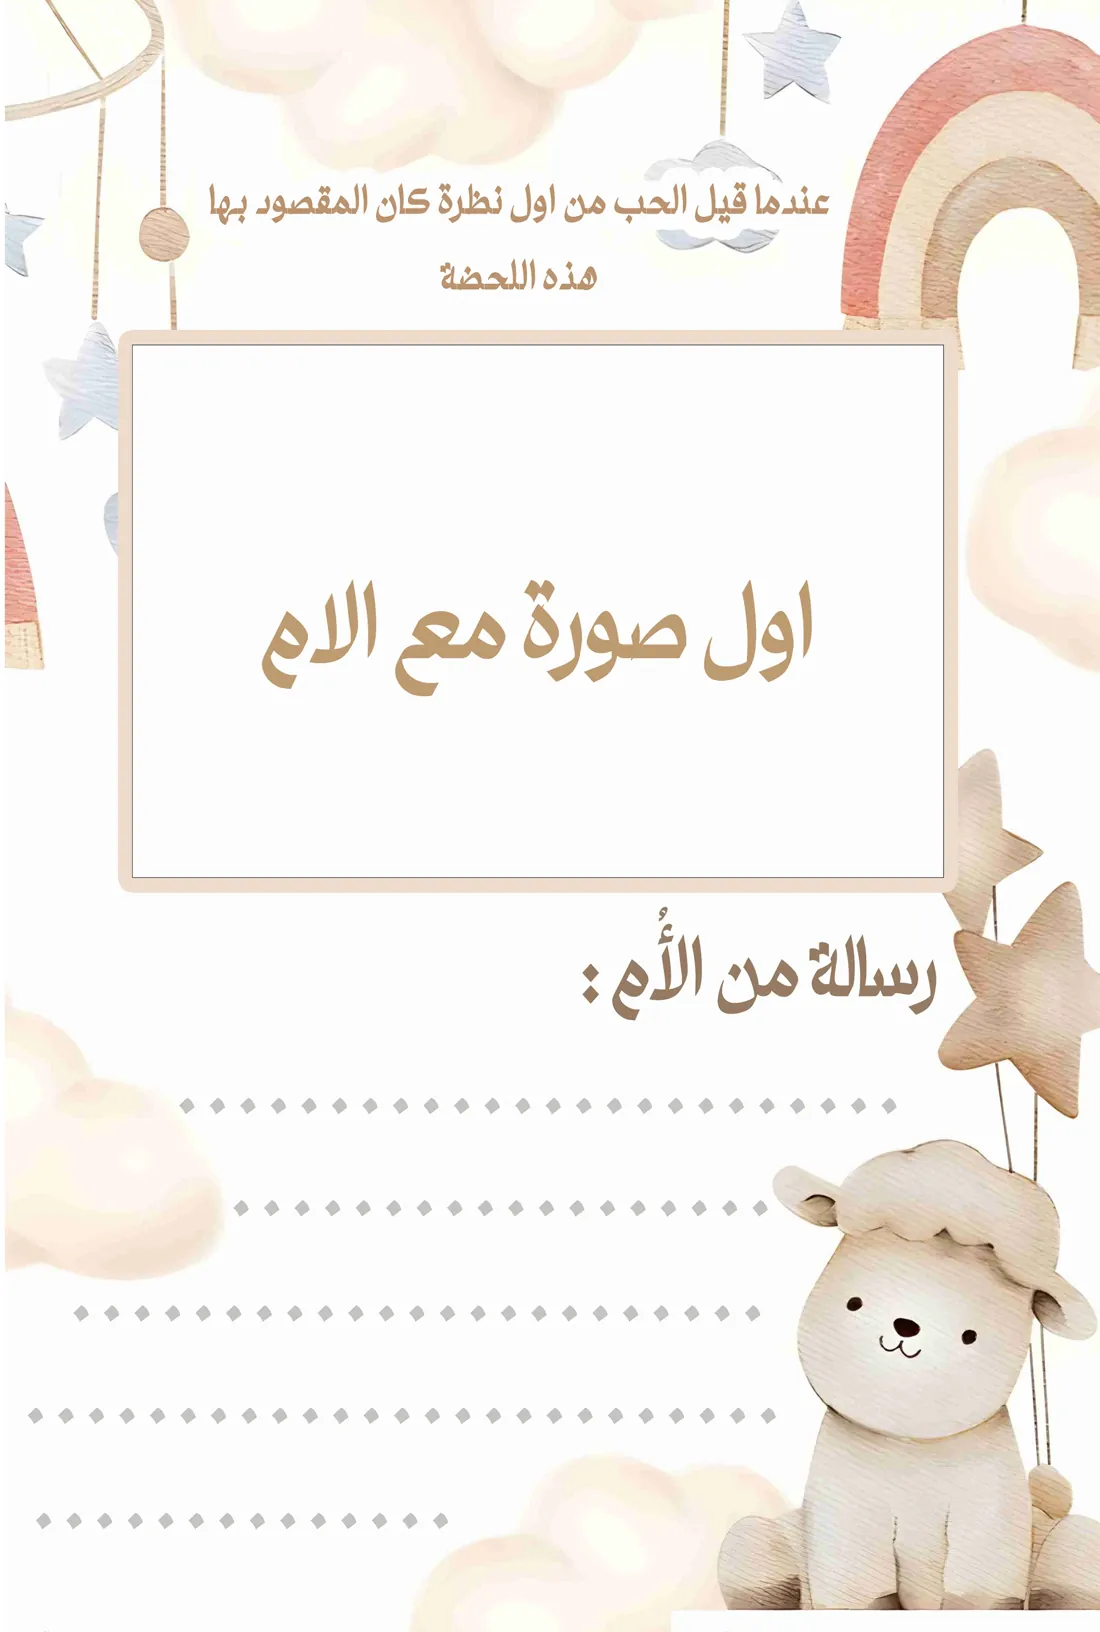 عندما قيل الحب من اول نظرة كان المقصود بها
هذه اللحضة
اول صورة مع الام
رسالة من الأُم :